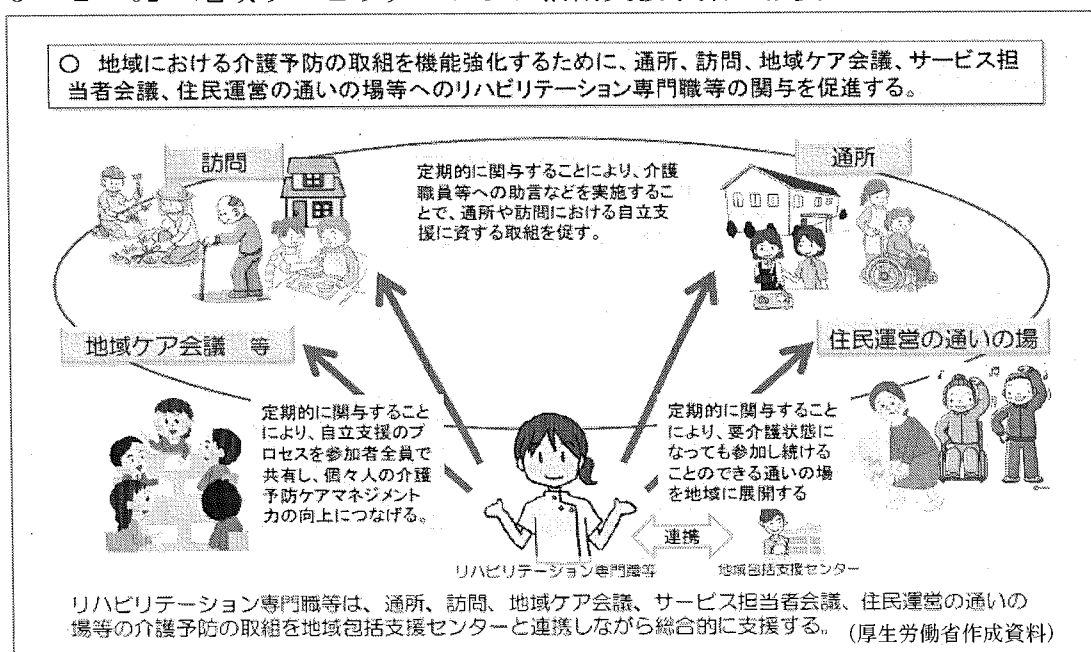 ○ 地域における介護予防の取組を機能強化するために、通所、訪問、地域ケア会議、サービス担
当者会議、住民運営の通いの場等へのリハビリテーション専門職等の関与を促進する。
訪問
定期的に関与することにより、介護
職員等への助言などを実施するこ
とで、通所や訪問における自立支
援に資する取組を促す。
通所
地域ケア会議 等
住民運営の通いの場
定期的に関与すること
により、自立支援のプ
ロセスを参加者全員で
共有し、個々人の介護
予防ケアマネジメント
力の向上につなげる。
定期的に関与すること
により、要介護状態に
なっても参加し続ける
ことのできる通いの場
を地域に展開する
連携
リハビリテーション専門職等
地域包括支援センター
リハビリテーション専門職等は、通所、訪問、地域ケア会議、サービス担当者会議、住民運営の通いの
場等の介護予防の取組を地域包括支援センターと連携しながら総合的に支援する。
(厚生労働省作成資料)